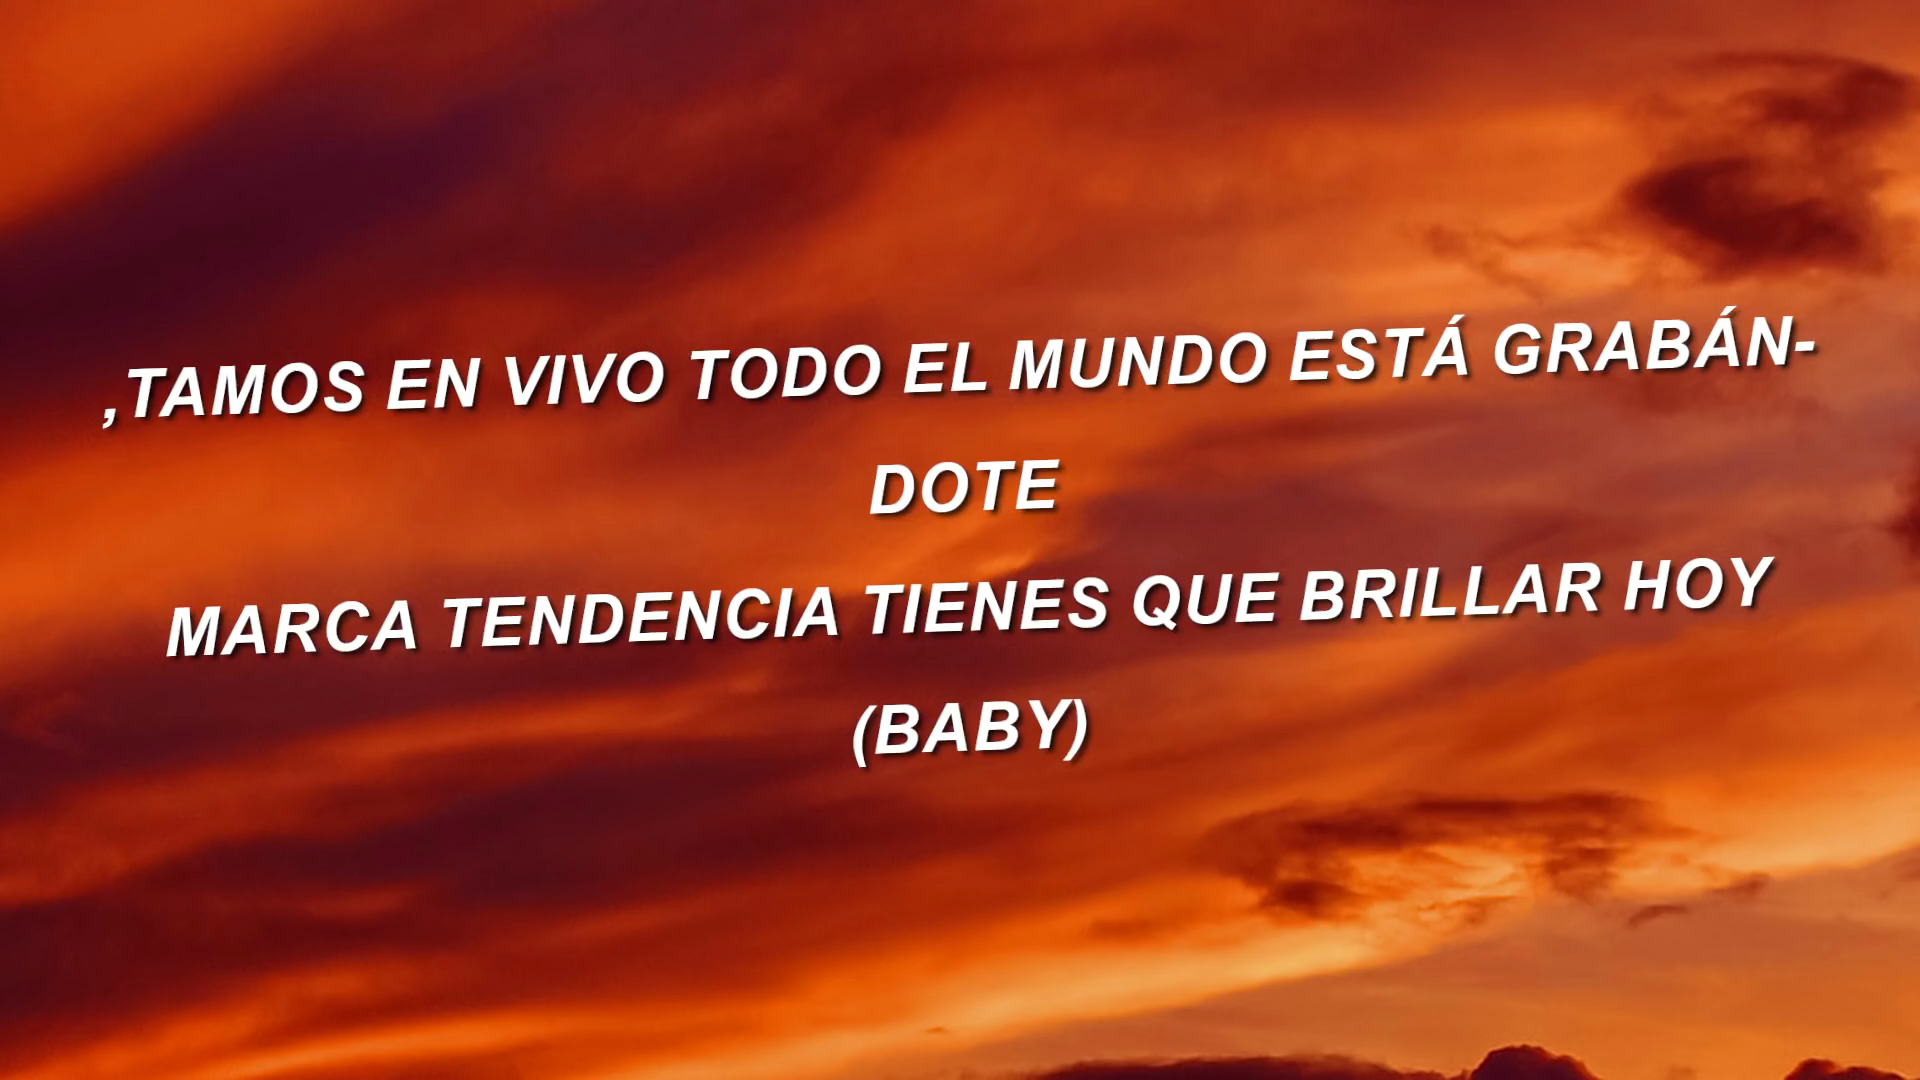 ,TAMOS EN VIVO TODO EL MUNDO ESTÁ GRABÁN-
DOTE
MARCA TENDENCIA TIENES QUE BRILLAR HOY
(BABY)